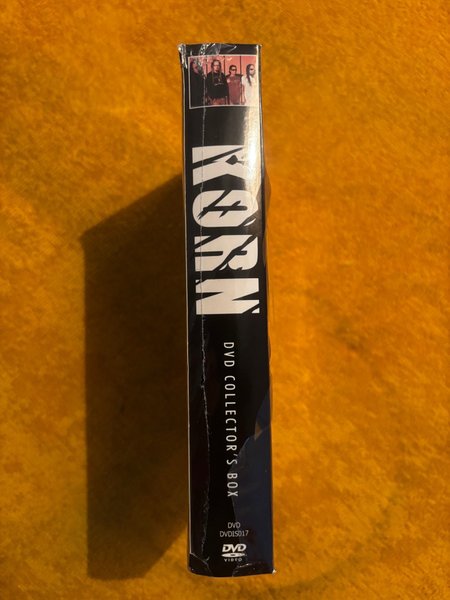 KORN
DVD COLLECTOR'S BOX
DVD
DVDIS017
DVD
VIDEO